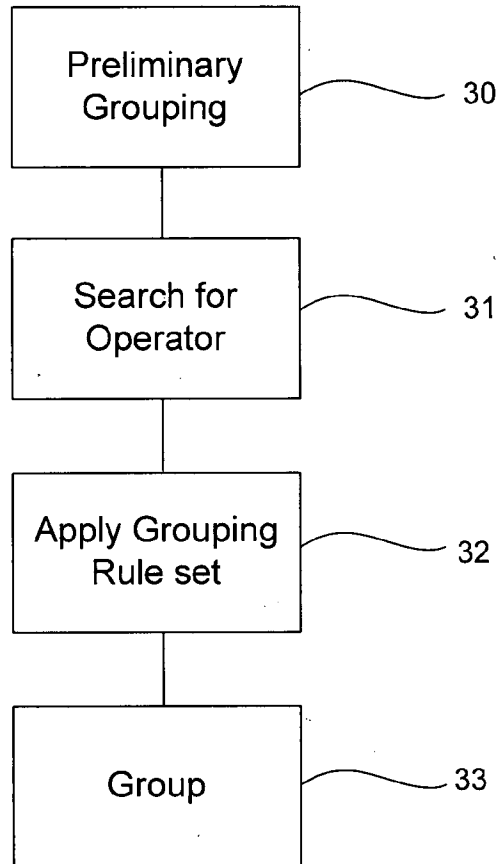 Preliminary
Grouping
30
Search for
Operator
31
Apply Grouping
Rule set
32
Group
33